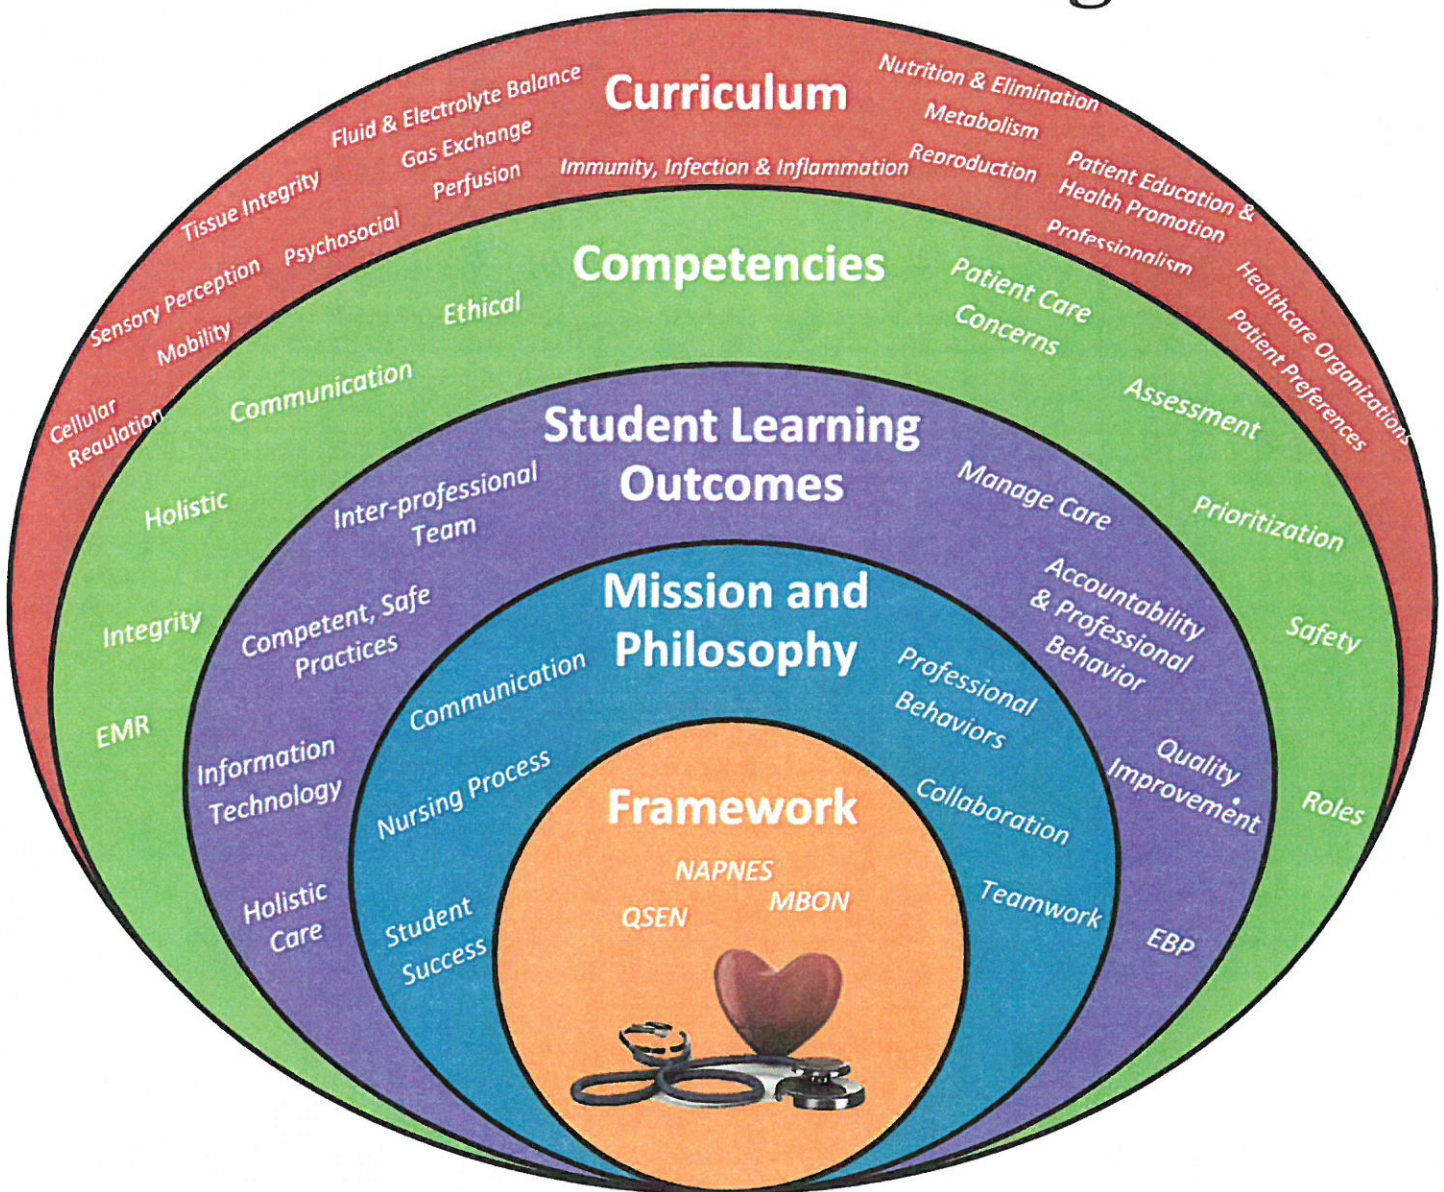 Curriculum
Fluid & Electrolyte Balance
Gas Exchange
Perfusion
Tissue Integrity
Psychosocial
Sensory Perception
Mobility
Cellular
Regulation
Immunity, Infection & Inflammation
Nutrition & Elimination
Metabolism
Reproduction
Patient Education &
Health Promotion
Professionalism
Healthcare Organizations
Patient Preferences
Competencies
Ethical
Communication
Holistic
Integrity
EMR
Patient Care
Concerns
Assessment
Prioritization
Safety
Roles
Student Learning
Outcomes
Inter-professional
Team
Competent, Safe
Practices
Information
Technology
Holistic
Care
Manage Care
Accountability
& Professional
Behavior
Quality
Improvement
EBP
Mission and
Philosophy
Communication
Nursing Process
Student
Success
Professional
Behaviors
Collaboration
Teamwork
Framework
NAPNES
QSEN
MBON